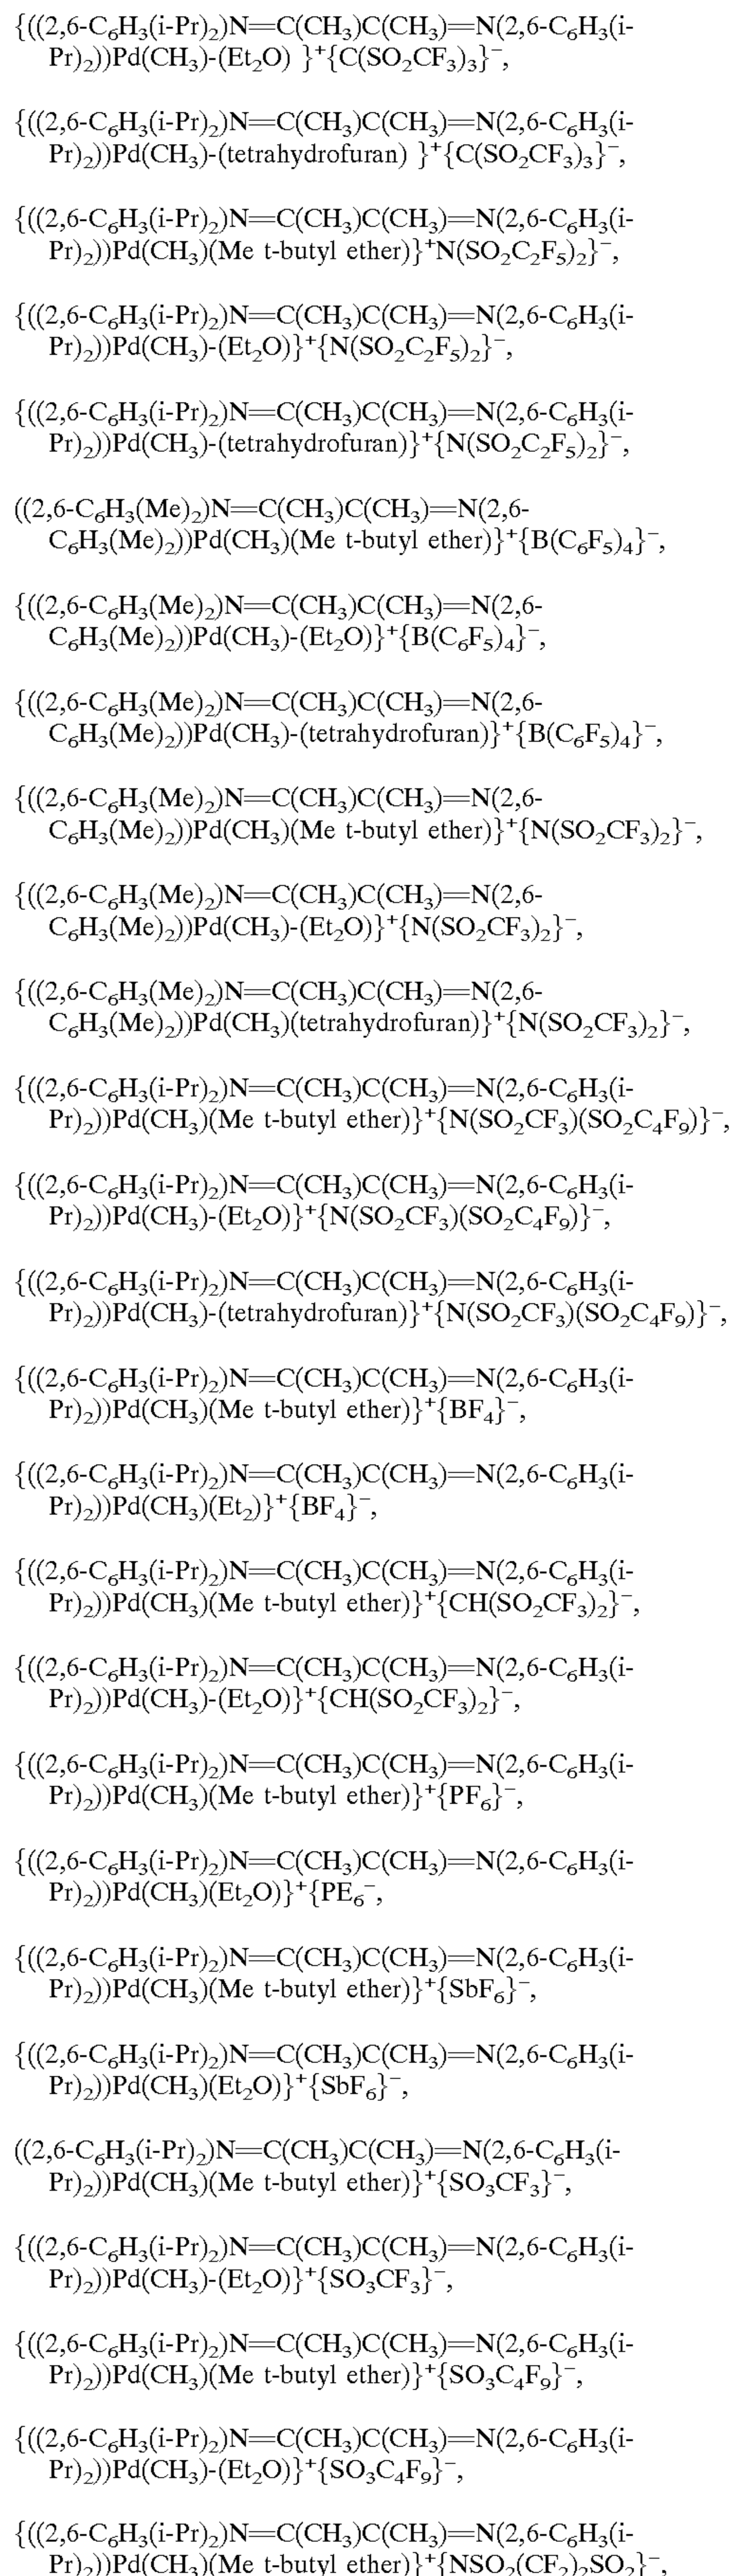 {((2,6-C₆H₃(i-Pr)₂)N=C(CH₃)C(CH₃)=N(2,6-C₆H₃(i-
Pr)₂))Pd(CH₃)-(Et₂O) }⁺{C(SO₂CF₃)₃}⁻,
{((2,6-C₆H₃(i-Pr)₂)N=C(CH₃)C(CH₃)=N(2,6-C₆H₃(i-
Pr)₂))Pd(CH₃)-(tetrahydrofuran) }⁺{C(SO₂CF₃)₃}⁻,
{((2,6-C₆H₃(i-Pr)₂)N=C(CH₃)C(CH₃)=N(2,6-C₆H₃(i-
Pr)₂))Pd(CH₃)(Me t-butyl ether)}⁺N(SO₂C₂F₅)₂}⁻,
{((2,6-C₆H₃(i-Pr)₂)N=C(CH₃)C(CH₃)=N(2,6-C₆H₃(i-
Pr)₂))Pd(CH₃)-(Et₂O)}⁺{N(SO₂C₂F₅)₂}⁻,
{((2,6-C₆H₃(i-Pr)₂)N=C(CH₃)C(CH₃)=N(2,6-C₆H₃(i-
Pr)₂))Pd(CH₃)-(tetrahydrofuran)}⁺{N(SO₂C₂F₅)₂}⁻,
((2,6-C₆H₃(Me)₂)N=C(CH₃)C(CH₃)=N(2,6-
C₆H₃(Me)₂))Pd(CH₃)(Me t-butyl ether)}⁺{B(C₆F₅)₄}⁻,
{((2,6-C₆H₃(Me)₂)N=C(CH₃)C(CH₃)=N(2,6-
C₆H₃(Me)₂))Pd(CH₃)-(Et₂O)}⁺{B(C₆F₅)₄}⁻,
{((2,6-C₆H₃(Me)₂)N=C(CH₃)C(CH₃)=N(2,6-
C₆H₃(Me)₂))Pd(CH₃)-(tetrahydrofuran)}⁺{B(C₆F₅)₄}⁻,
{((2,6-C₆H₃(Me)₂)N=C(CH₃)C(CH₃)=N(2,6-
C₆H₃(Me)₂))Pd(CH₃)(Me t-butyl ether)}⁺{N(SO₂CF₃)₂}⁻,
{((2,6-C₆H₃(Me)₂)N=C(CH₃)C(CH₃)=N(2,6-
C₆H₃(Me)₂))Pd(CH₃)-(Et₂O)}⁺{N(SO₂CF₃)₂}⁻,
{((2,6-C₆H₃(Me)₂)N=C(CH₃)C(CH₃)=N(2,6-
C₆H₃(Me)₂))Pd(CH₃)(tetrahydrofuran)}⁺{N(SO₂CF₃)₂}⁻,
{((2,6-C₆H₃(i-Pr)₂)N=C(CH₃)C(CH₃)=N(2,6-C₆H₃(i-
Pr)₂))Pd(CH₃)(Me t-butyl ether)}⁺{N(SO₂CF₃)(SO₂C₄F₉)}⁻,
{((2,6-C₆H₃(i-Pr)₂)N=C(CH₃)C(CH₃)=N(2,6-C₆H₃(i-
Pr)₂))Pd(CH₃)-(Et₂O)}⁺{N(SO₂CF₃)(SO₂C₄F₉)}⁻,
{((2,6-C₆H₃(i-Pr)₂)N=C(CH₃)C(CH₃)=N(2,6-C₆H₃(i-
Pr)₂))Pd(CH₃)-(tetrahydrofuran)}⁺{N(SO₂CF₃)(SO₂C₄F₉)}⁻,
{((2,6-C₆H₃(i-Pr)₂)N=C(CH₃)C(CH₃)=N(2,6-C₆H₃(i-
Pr)₂))Pd(CH₃)(Me t-butyl ether)}⁺{BF₄}⁻,
{((2,6-C₆H₃(i-Pr)₂)N=C(CH₃)C(CH₃)=N(2,6-C₆H₃(i-
Pr)₂))Pd(CH₃)(Et₂)}⁺{BF₄}⁻,
{((2,6-C₆H₃(i-Pr)₂)N=C(CH₃)C(CH₃)=N(2,6-C₆H₃(i-
Pr)₂))Pd(CH₃)(Me t-butyl ether)}⁺{CH(SO₂CF₃)₂}⁻,
{((2,6-C₆H₃(i-Pr)₂)N=C(CH₃)C(CH₃)=N(2,6-C₆H₃(i-
Pr)₂))Pd(CH₃)-(Et₂O)}⁺{CH(SO₂CF₃)₂}⁻,
{((2,6-C₆H₃(i-Pr)₂)N=C(CH₃)C(CH₃)=N(2,6-C₆H₃(i-
Pr)₂))Pd(CH₃)(Me t-butyl ether)}⁺{PF₆}⁻,
{((2,6-C₆H₃(i-Pr)₂)N=C(CH₃)C(CH₃)=N(2,6-C₆H₃(i-
Pr)₂))Pd(CH₃)(Et₂O)}⁺{PE₆⁻,
{((2,6-C₆H₃(i-Pr)₂)N=C(CH₃)C(CH₃)=N(2,6-C₆H₃(i-
Pr)₂))Pd(CH₃)(Me t-butyl ether)}⁺{SbF₆}⁻,
{((2,6-C₆H₃(i-Pr)₂)N=C(CH₃)C(CH₃)=N(2,6-C₆H₃(i-
Pr)₂))Pd(CH₃)(Et₂O)}⁺{SbF₆}⁻,
((2,6-C₆H₃(i-Pr)₂)N=C(CH₃)C(CH₃)=N(2,6-C₆H₃(i-
Pr)₂))Pd(CH₃)(Me t-butyl ether)}⁺{SO₃CF₃}⁻,
{((2,6-C₆H₃(i-Pr)₂)N=C(CH₃)C(CH₃)=N(2,6-C₆H₃(i-
Pr)₂))Pd(CH₃)-(Et₂O)}⁺{SO₃CF₃}⁻,
{((2,6-C₆H₃(i-Pr)₂)N=C(CH₃)C(CH₃)=N(2,6-C₆H₃(i-
Pr)₂))Pd(CH₃)(Me t-butyl ether)}⁺{SO₃C₄F₉}⁻,
{((2,6-C₆H₃(i-Pr)₂)N=C(CH₃)C(CH₃)=N(2,6-C₆H₃(i-
Pr)₂))Pd(CH₃)-(Et₂O)}⁺{SO₃C₄F₉}⁻,
{((2,6-C₆H₃(i-Pr)₂)N=C(CH₃)C(CH₃)=N(2,6-C₆H₃(i-
Pr)₂))Pd(CH₃)(Me t-butyl ether)}⁺{NSO₂(CF₂)₂SO₂}⁻,